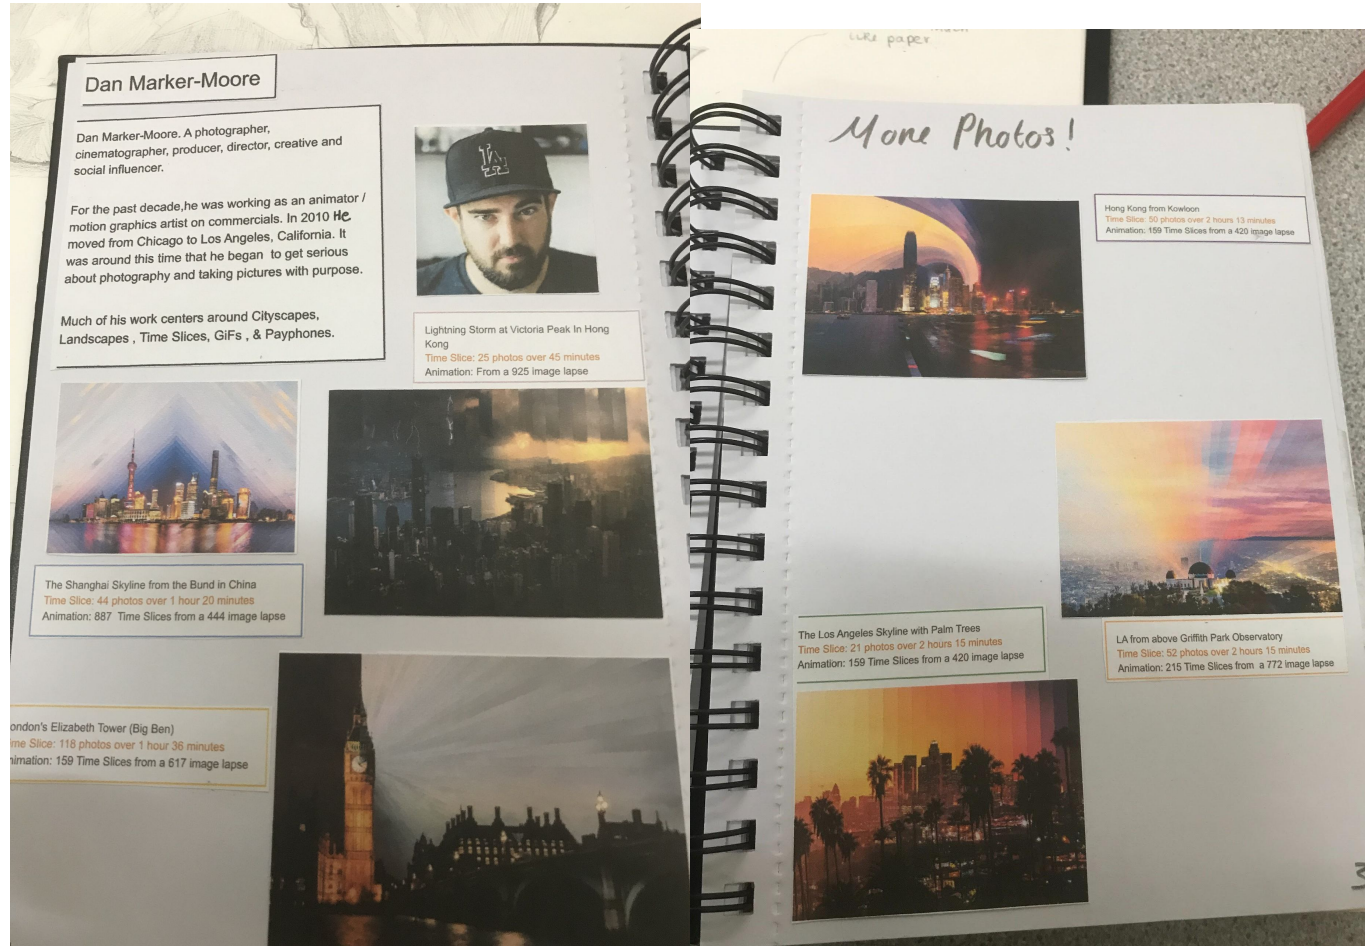 Dan Marker-Moore
Dan Marker-Moore. A photographer,
cinematographer, producer, director, creative and
social influencer.
For the past decade,he was working as an animator /
motion graphics artist on commercials. In 2010 He
moved from Chicago to Los Angeles, California. It
was around this time that he began to get serious
about photography and taking pictures with purpose.
Much of his work centers around Cityscapes,
Landscapes , Time Slices, GiFs , & Payphones.
LA
Lightning Storm at Victoria Peak In Hong
Kong
Time Slice: 25 photos over 45 minutes
Animation: From a 925 image lapse
The Shanghai Skyline from the Bund in China
Time Slice: 44 photos over 1 hour 20 minutes
Animation: 887 Time Slices from a 444 image lapse
ondon's Elizabeth Tower (Big Ben)
me Slice: 118 photos over 1 hour 36 minutes
nimation: 159 Time Slices from a 617 image lapse
like paper
More Photos!
Hong Kong from Kowloon
Time Slice: 50 photos over 2 hours 13 minutes
Animation: 159 Time Slices from a 420 image lapse
The Los Angeles Skyline with Palm Trees
Time Slice: 21 photos over 2 hours 15 minutes
Animation: 159 Time Slices from a 420 image lapse
LA from above Griffith Park Observatory
Time Slice: 52 photos over 2 hours 15 minutes
Animation: 215 Time Slices from a 772 image lapse